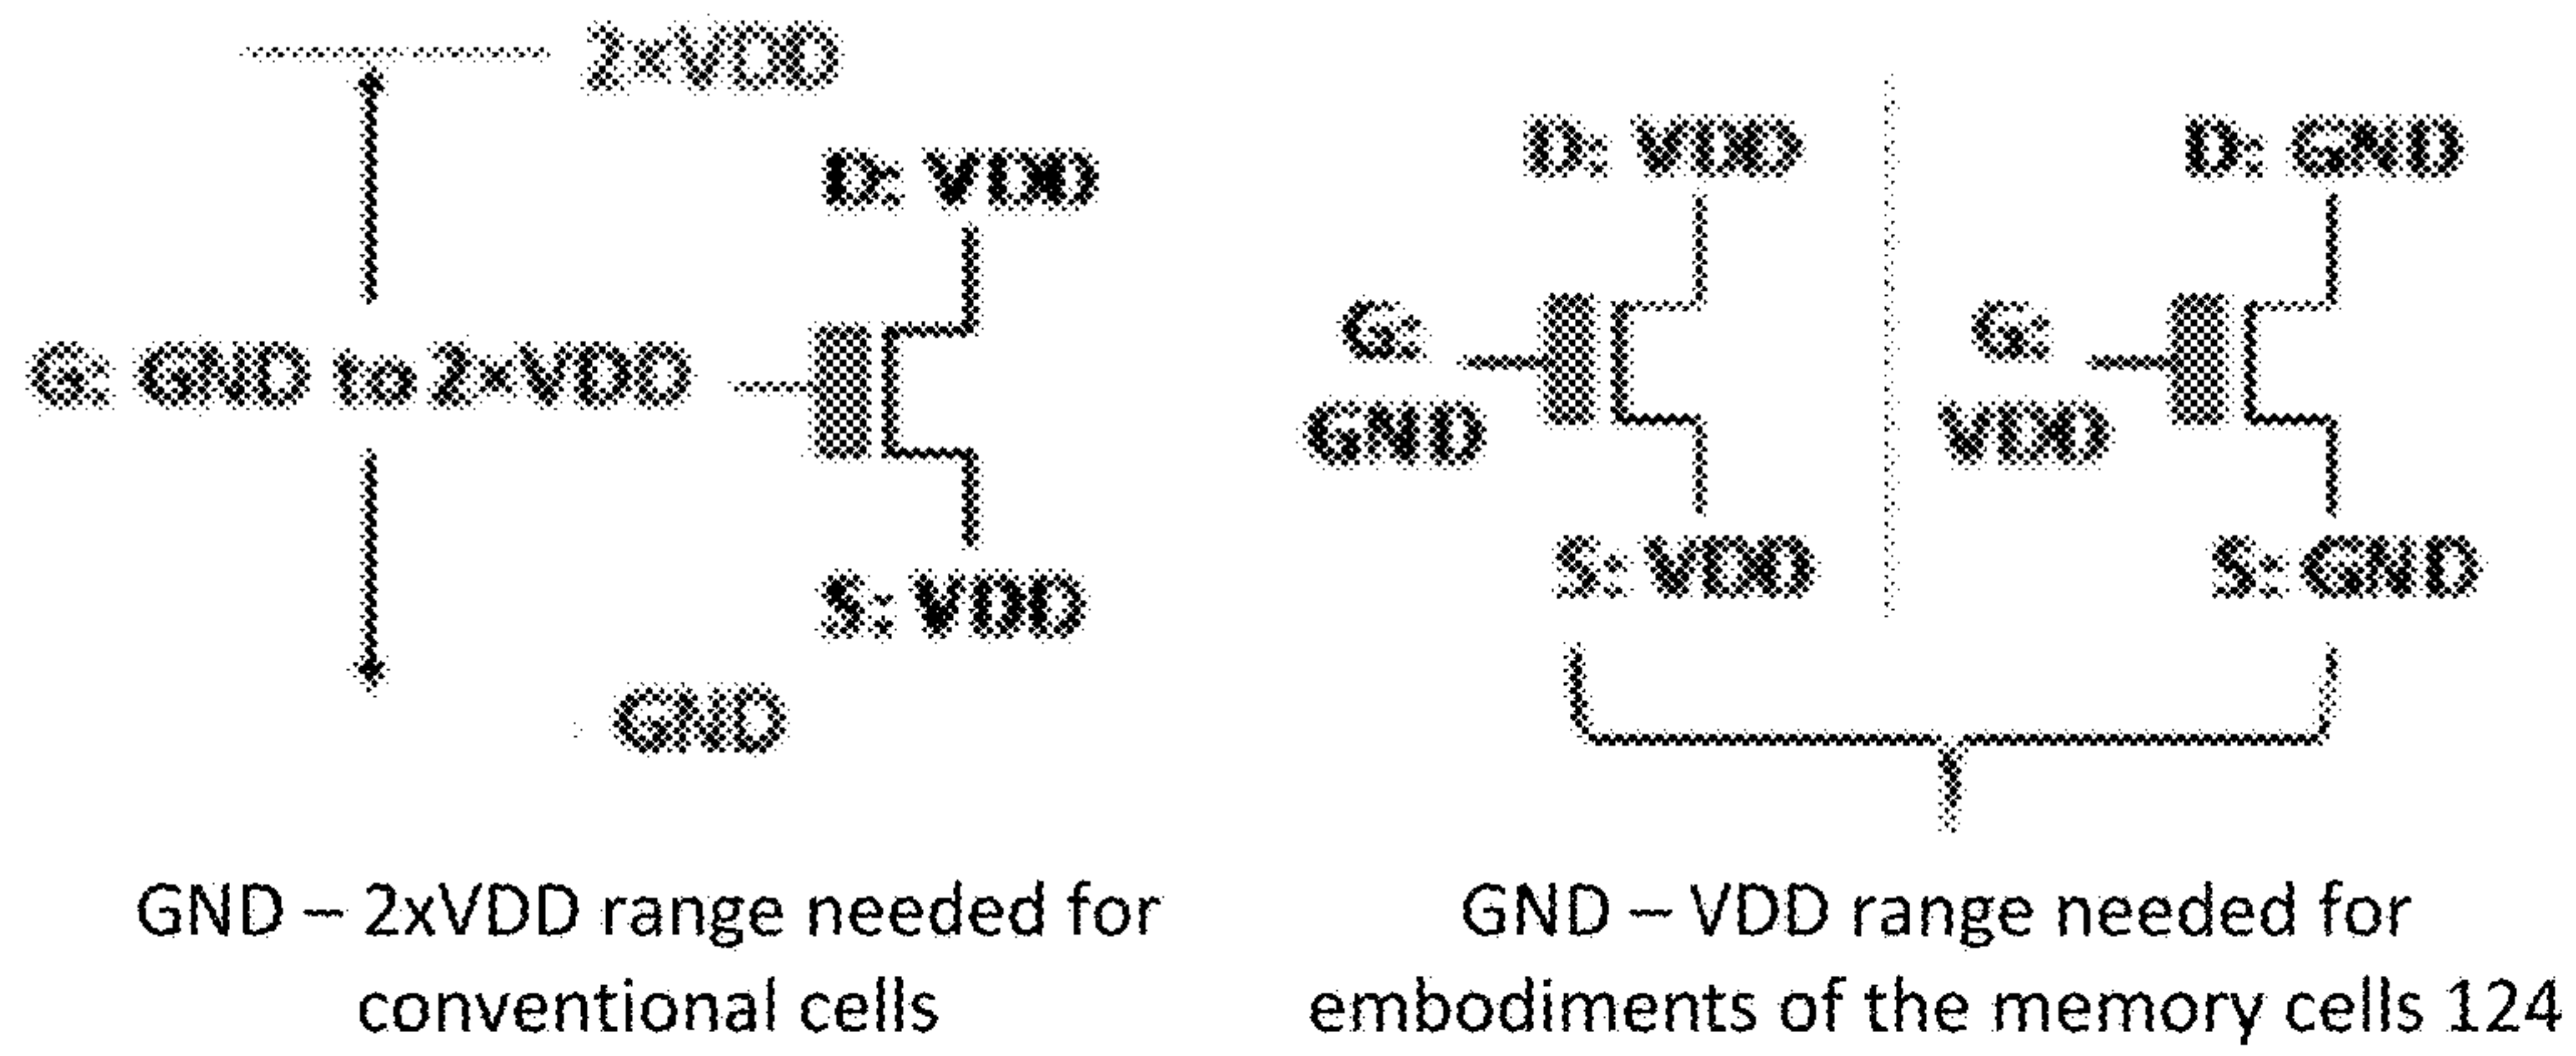 2×VDD
D: VDD
G: GND to 2×VDD
S: VDD
GND
GND – 2xVDD range needed for
conventional cells
D: VDD
G:
GND
S: VDD
D: GND
G:
VDD
S: GND
GND – VDD range needed for
embodiments of the memory cells 124